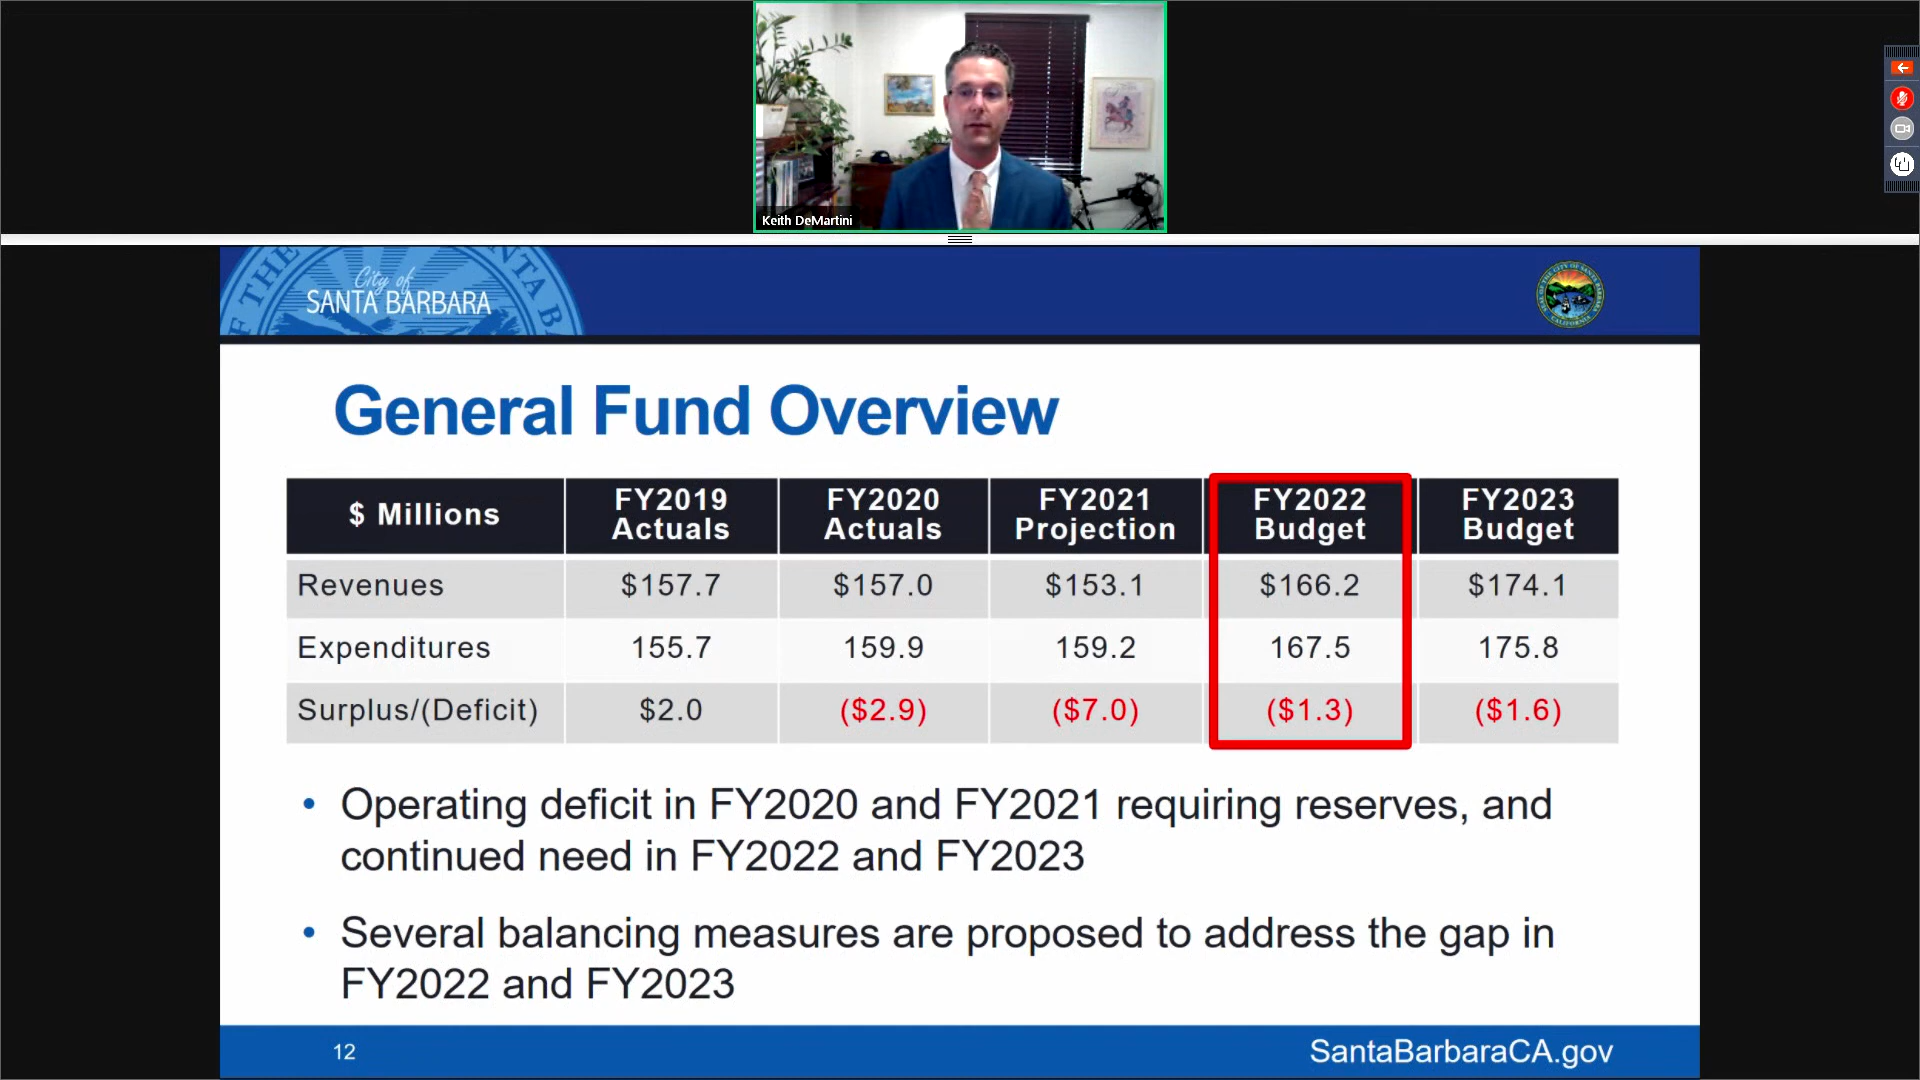 Keith DeMartini
City of
SANTA BARBARA
General Fund Overview
$ Millions
FY2019 Actuals
FY2020 Actuals
FY2021 Projection
FY2022 Budget
FY2023 Budget
Revenues $157.7 $157.0 $153.1 $166.2 $174.1
Expenditures 155.7 159.9 159.2 167.5 175.8
Surplus/(Deficit) $2.0 ($2.9) ($7.0) ($1.3) ($1.6)
• Operating deficit in FY2020 and FY2021 requiring reserves, and
continued need in FY2022 and FY2023
• Several balancing measures are proposed to address the gap in
FY2022 and FY2023
12
SantaBarbaraCA.gov